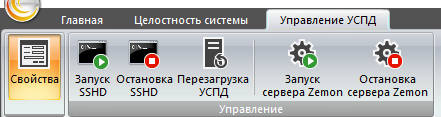 Главная Целостность системы Управление УСПД
Свойства Запуск Остановка Перезагрузка Запуск Остановка
SSHD SSHD УСПД сервера Zemon сервера Zemon
Управление